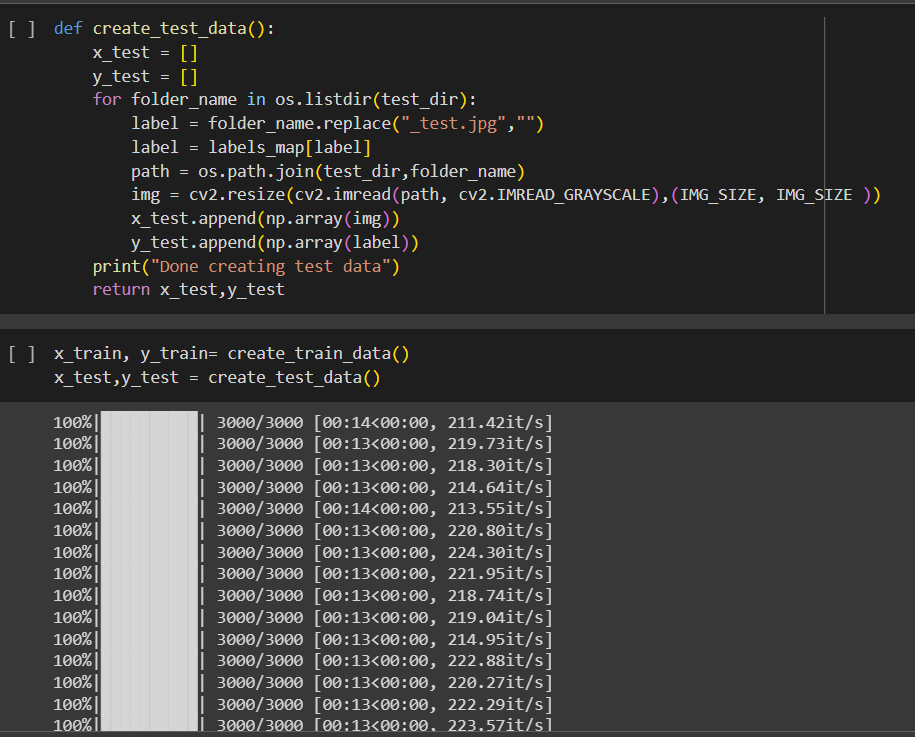 [ ] def create_test_data():
x_test = []
y_test = []
for folder_name in os.listdir(test_dir):
label = folder_name.replace("_test.jpg","")
label = labels_map[label]
path = os.path.join(test_dir,folder_name)
img = cv2.resize(cv2.imread(path, cv2.IMREAD_GRAYSCALE),(IMG_SIZE, IMG_SIZE ))
x_test.append(np.array(img))
y_test.append(np.array(label))
print("Done creating test data")
return x_test,y_test
[ ] x_train, y_train= create_train_data()
x_test,y_test = create_test_data()
100%|██████████| 3000/3000 [00:14<00:00, 211.42it/s]
100%|██████████| 3000/3000 [00:13<00:00, 219.73it/s]
100%|██████████| 3000/3000 [00:13<00:00, 218.30it/s]
100%|██████████| 3000/3000 [00:13<00:00, 214.64it/s]
100%|██████████| 3000/3000 [00:14<00:00, 213.55it/s]
100%|██████████| 3000/3000 [00:13<00:00, 220.80it/s]
100%|██████████| 3000/3000 [00:13<00:00, 224.30it/s]
100%|██████████| 3000/3000 [00:13<00:00, 221.95it/s]
100%|██████████| 3000/3000 [00:13<00:00, 218.74it/s]
100%|██████████| 3000/3000 [00:13<00:00, 219.04it/s]
100%|██████████| 3000/3000 [00:13<00:00, 214.95it/s]
100%|██████████| 3000/3000 [00:13<00:00, 222.88it/s]
100%|██████████| 3000/3000 [00:13<00:00, 220.27it/s]
100%|██████████| 3000/3000 [00:13<00:00, 222.29it/s]
100%|██████████| 3000/3000 [00:13<00:00, 223.57it/s]